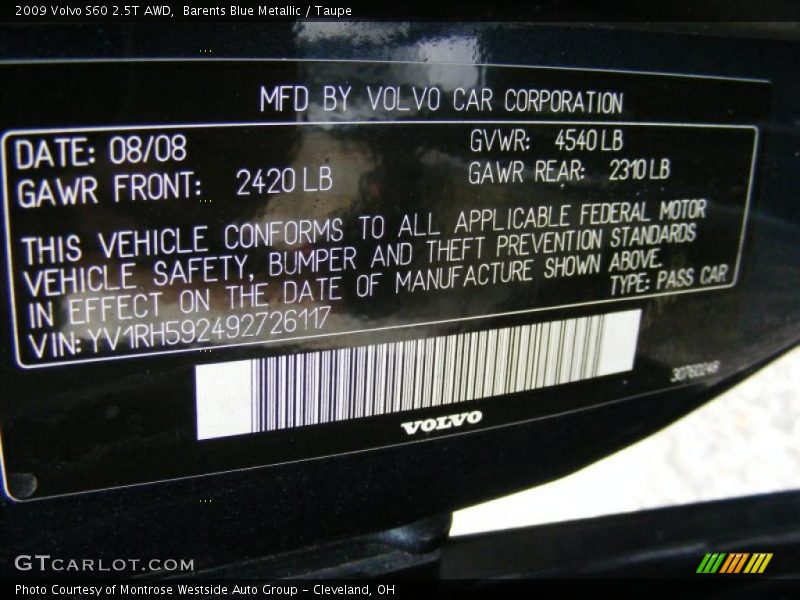 2009 Volvo S60 2.5T AWD,  Barents Blue Metallic / Taupe
MFD BY VOLVO CAR CORPORATION
DATE: 08/08 GVWR: 4540 LB
GAWR FRONT: 2420 LB GAWR REAR: 2310 LB
THIS VEHICLE CONFORMS TO ALL APPLICABLE FEDERAL MOTOR
VEHICLE SAFETY, BUMPER AND THEFT PREVENTION STANDARDS
IN EFFECT ON THE DATE OF MANUFACTURE SHOWN ABOVE.
VIN: YV1RH592492726117 TYPE: PASS CAR
30760248
VOLVO
GTCARLOT.COM
Photo Courtesy of Montrose Westside Auto Group - Cleveland, OH